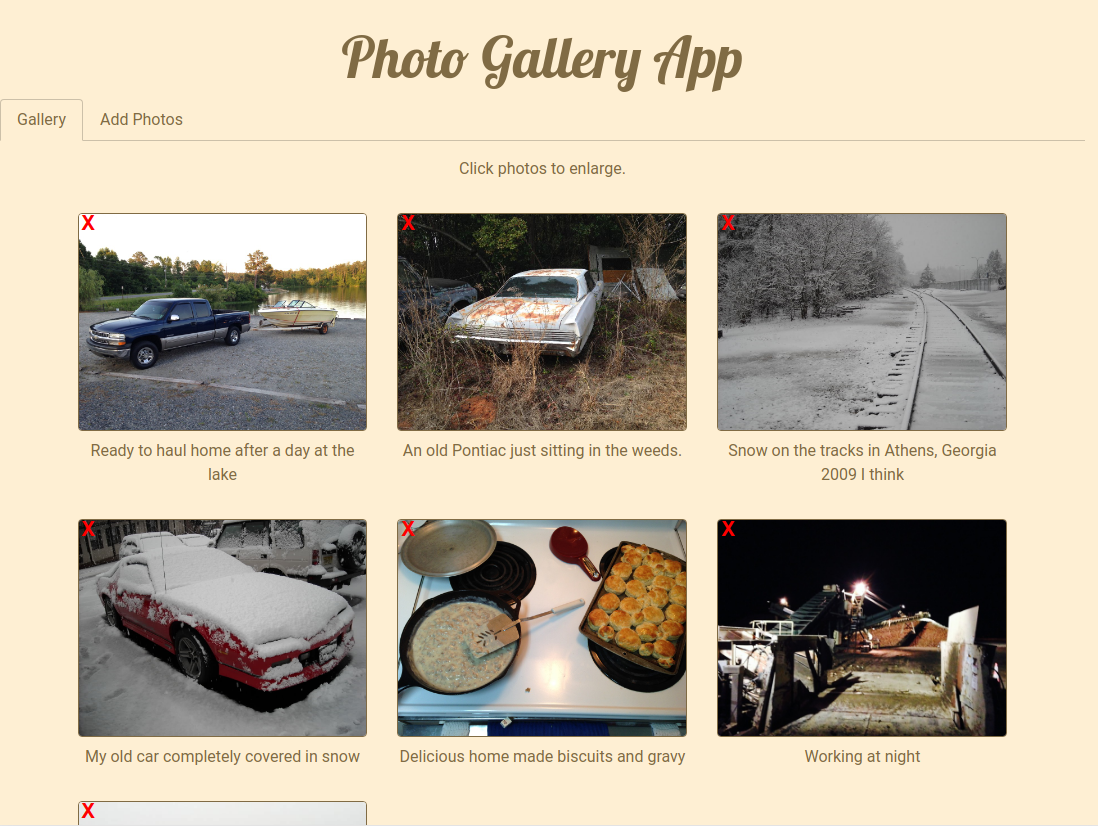 Photo Gallery App
Gallery Add Photos
Click photos to enlarge.
X X X
Ready to haul home after a day at the
lake
An old Pontiac just sitting in the weeds.
Snow on the tracks in Athens, Georgia
2009 I think
X X X
My old car completely covered in snow
Delicious home made biscuits and gravy
Working at night
X